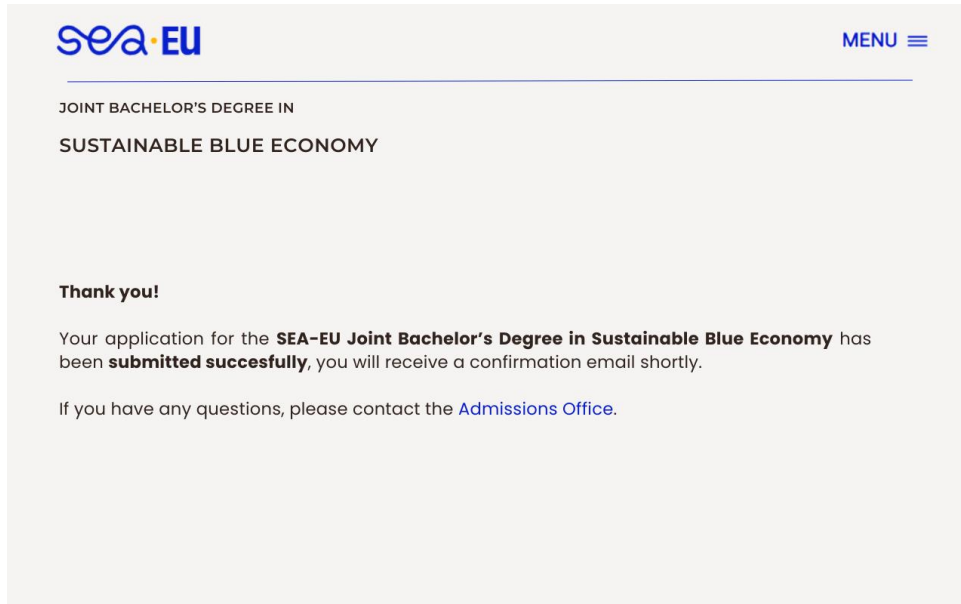 sea·EU
MENU
JOINT BACHELOR'S DEGREE IN
SUSTAINABLE BLUE ECONOMY
Thank you!
Your application for the SEA-EU Joint Bachelor's Degree in Sustainable Blue Economy has
been submitted succesfully, you will receive a confirmation email shortly.
If you have any questions, please contact the Admissions Office.